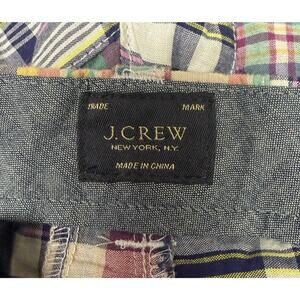 TRADE MARK
J.CREW
NEW YORK, N.Y.
MADE IN CHINA